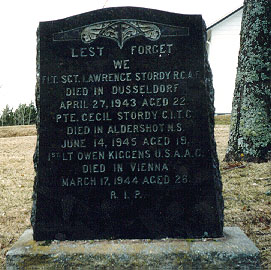 LEST FORGET
WE
FLT. SGT. LAWRENCE STORDY R.C.A.F.
DIED IN DUSSELDORF
APRIL 27, 1943 AGED 22
PTE. CECIL STORDY C.I.T.C.
DIED IN ALDERSHOT N.S.
JUNE 14, 1945 AGED 19
1ST LT OWEN KIGGENS U.S.A.A.C.
DIED IN VIENNA
MARCH 17, 1944 AGED 28
R. I. P.